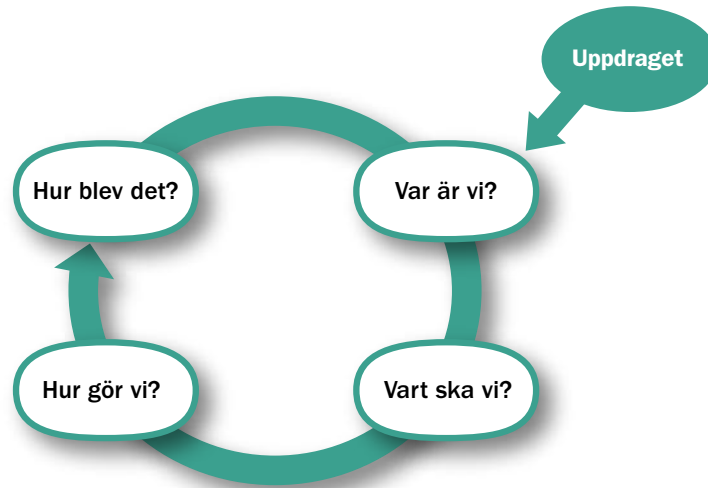 Uppdraget
Hur blev det?
Var är vi?
Hur gör vi?
Vart ska vi?